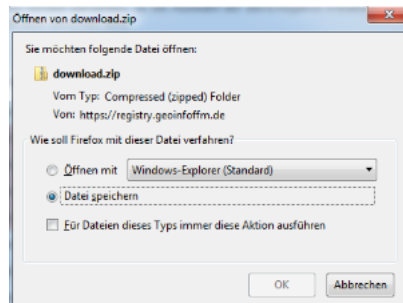 Öffnen von download.zip
Sie möchten folgende Datei öffnen:
download.zip
Vom Typ: Compressed (zipped) Folder
Von: https://registry.geoinfoffm.de
Wie soll Firefox mit dieser Datei verfahren?
Öffnen mit Windows-Explorer (Standard)
Datei speichern
Für Dateien dieses Typs immer diese Aktion ausführen
OK Abbrechen